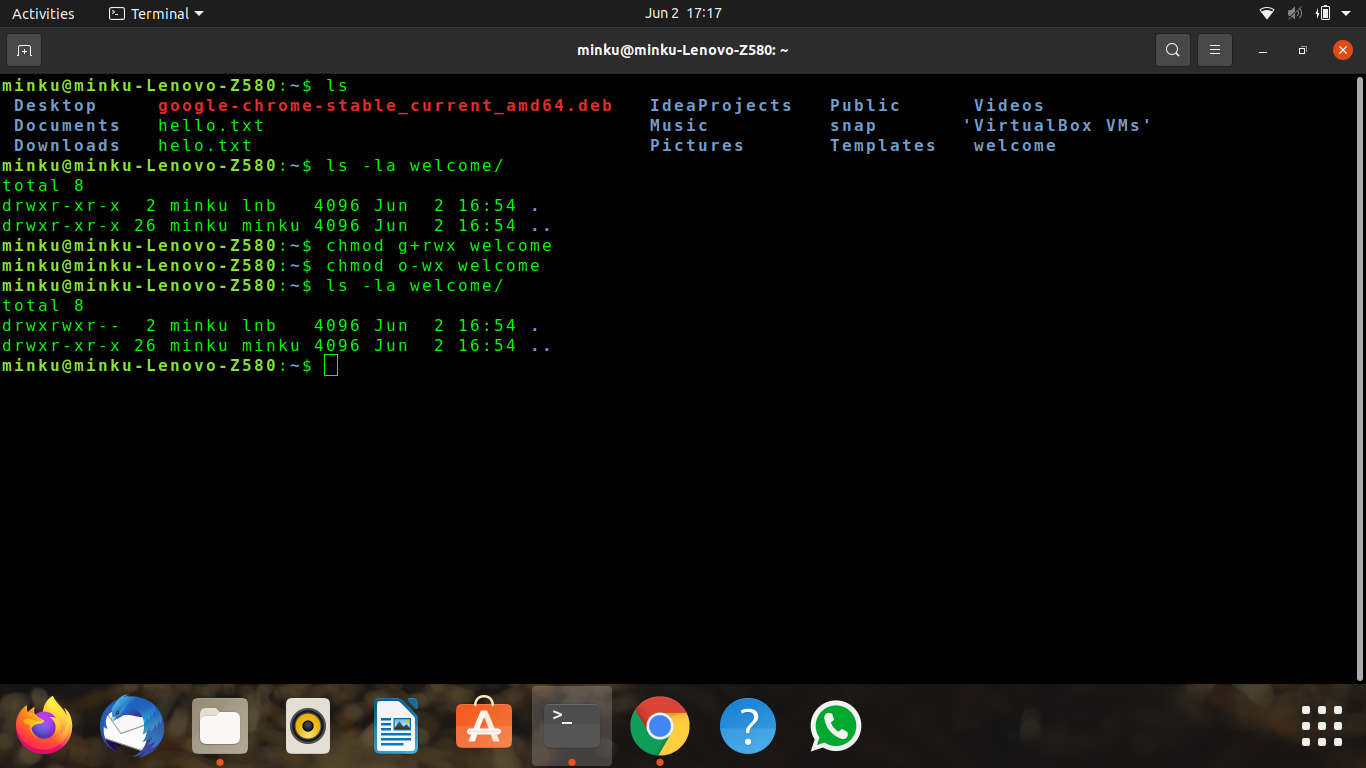 Activities Terminal Jun 2 17:17
minku@minku-Lenovo-Z580: ~
minku@minku-Lenovo-Z580:~$ ls
Desktop google-chrome-stable_current_amd64.deb IdeaProjects Public Videos
Documents hello.txt Music snap 'VirtualBox VMs'
Downloads helo.txt Pictures Templates welcome
minku@minku-Lenovo-Z580:~$ ls -la welcome/
total 8
drwxr-xr-x 2 minku lnb 4096 Jun 2 16:54 .
drwxr-xr-x 26 minku minku 4096 Jun 2 16:54 ..
minku@minku-Lenovo-Z580:~$ chmod g+rwx welcome
minku@minku-Lenovo-Z580:~$ chmod o-wx welcome
minku@minku-Lenovo-Z580:~$ ls -la welcome/
total 8
drwxrwxr-- 2 minku lnb 4096 Jun 2 16:54 .
drwxr-xr-x 26 minku minku 4096 Jun 2 16:54 ..
minku@minku-Lenovo-Z580:~$